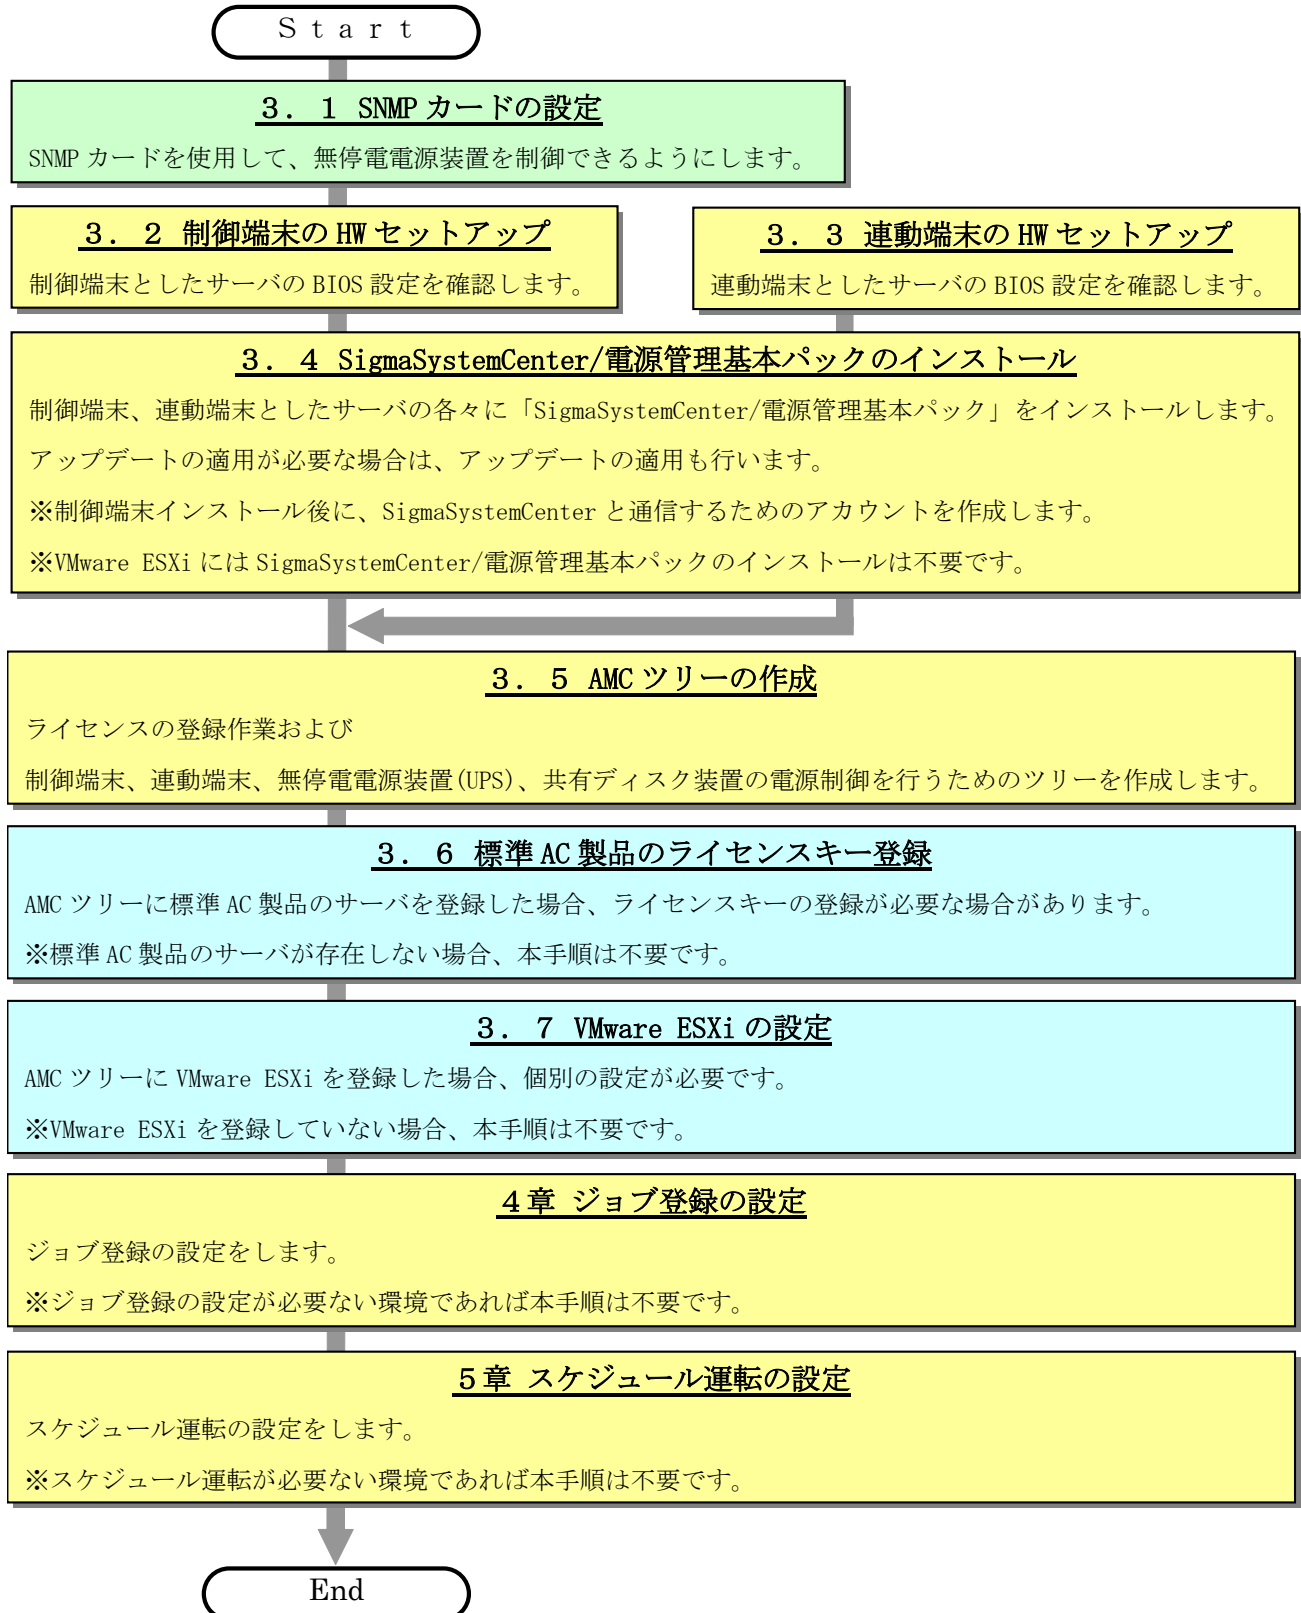 Ｓｔａｒｔ
３．１ SNMP カードの設定
SNMP カードを使用して、無停電電源装置を制御できるようにします。
３．２ 制御端末の HW セットアップ
制御端末としたサーバの BIOS 設定を確認します。
３．３ 連動端末の HW セットアップ
連動端末としたサーバの BIOS 設定を確認します。
３．４ SigmaSystemCenter/電源管理基本パックのインストール
制御端末、連動端末としたサーバの各々に「SigmaSystemCenter/電源管理基本パック」をインストールします。
アップデートの適用が必要な場合は、アップデートの適用も行います。
※制御端末インストール後に、SigmaSystemCenter と通信するためのアカウントを作成します。
※VMware ESXi には SigmaSystemCenter/電源管理基本パックのインストールは不要です。
３．５ AMC ツリーの作成
ライセンスの登録作業および
制御端末、連動端末、無停電電源装置(UPS)、共有ディスク装置の電源制御を行うためのツリーを作成します。
３．６ 標準 AC 製品のライセンスキー登録
AMC ツリーに標準 AC 製品のサーバを登録した場合、ライセンスキーの登録が必要な場合があります。
※標準 AC 製品のサーバが存在しない場合、本手順は不要です。
３．７ VMware ESXi の設定
AMC ツリーに VMware ESXi を登録した場合、個別の設定が必要です。
※VMware ESXi を登録していない場合、本手順は不要です。
４章 ジョブ登録の設定
ジョブ登録の設定をします。
※ジョブ登録の設定が必要ない環境であれば本手順は不要です。
５章 スケジュール運転の設定
スケジュール運転の設定をします。
※スケジュール運転が必要ない環境であれば本手順は不要です。
End